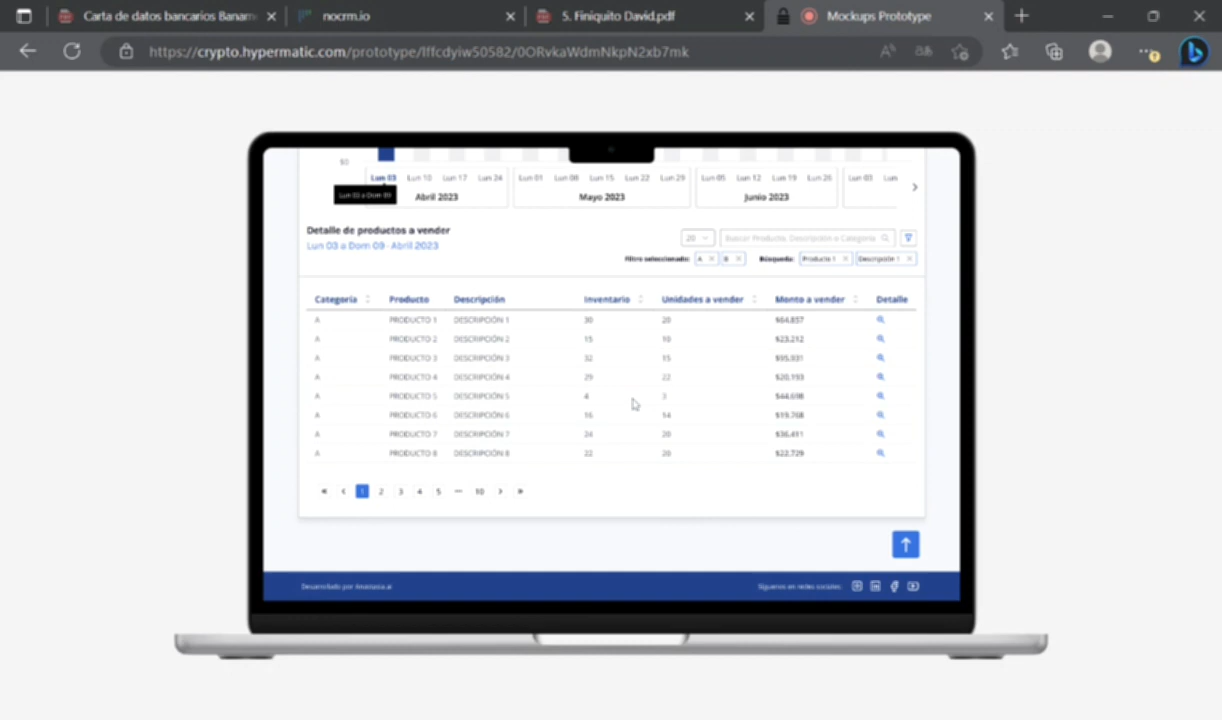 Carta de datos bancarios Banam
nocrm.io
5. Finiquito David.pdf
Mockups Prototype
https://crypto.hypermatic.com/prototype/lffcdyiw50582/0ORvkaWdmNkpN2xb7mk
$0
Lun 03 Lun 10 Lun 17 Lun 24 Lun 01 Lun 08 Lun 15 Lun 22 Lun 29 Lun 05 Lun 12 Lun 19 Lun 26 Lun 03 Lun
Lun 03 a Dom 09 Abril 2023 Mayo 2023 Junio 2023
Detalle de productos a vender
Lun 03 a Dom 09 - Abril 2023
20 Buscar Producto, Descripción o Categoría
Filtro seleccionado: A B Búsqueda: Producto 1 Descripción 1
Categoría Producto Descripción Inventario Unidades a vender Monto a vender Detalle
A PRODUCTO 1 DESCRIPCIÓN 1 30 20 $64.857
A PRODUCTO 2 DESCRIPCIÓN 2 15 10 $23.212
A PRODUCTO 3 DESCRIPCIÓN 3 32 15 $95.931
A PRODUCTO 4 DESCRIPCIÓN 4 29 22 $20.193
A PRODUCTO 5 DESCRIPCIÓN 5 4 3 $44.698
A PRODUCTO 6 DESCRIPCIÓN 6 16 14 $19.768
A PRODUCTO 7 DESCRIPCIÓN 7 24 20 $36.411
A PRODUCTO 8 DESCRIPCIÓN 8 22 20 $22.729
« ‹ 1 2 3 4 5 ··· 10 › »
Desarrollado por Anastasia.ai
Síguenos en redes sociales: